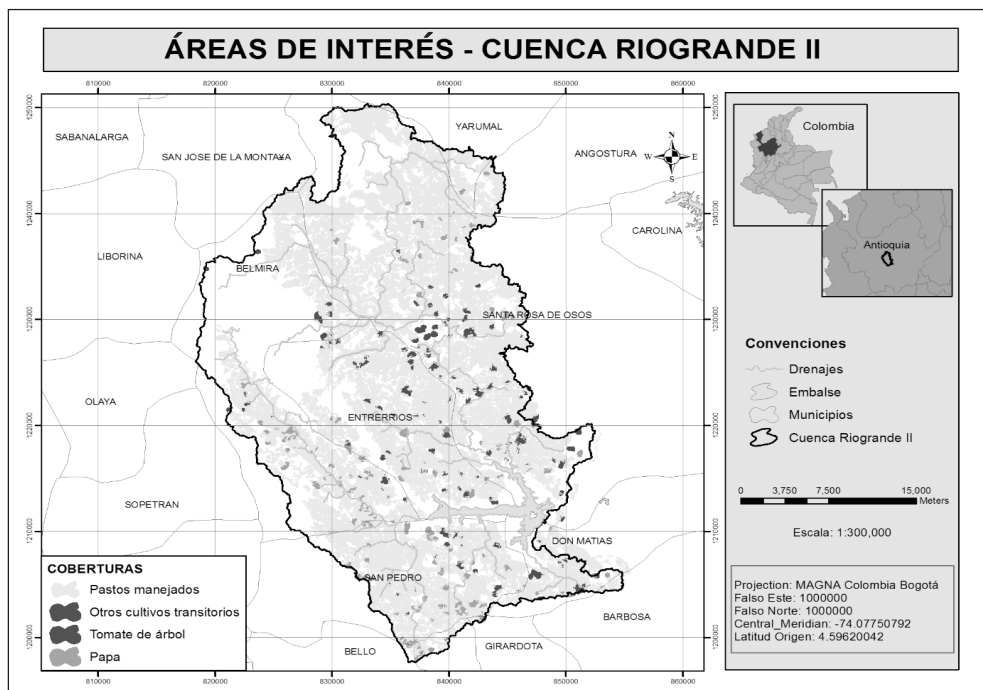 ÁREAS DE INTERÉS - CUENCA RIOGRANDE II
810000
820000
830000
840000
850000
860000
1250000
1240000
1230000
1220000
1210000
1200000
1250000
1240000
1230000
1220000
1210000
1200000
SABANALARGA
SAN JOSE DE LA MONTAYA
YARUMAL
ANGOSTURA
N
W
E
S
CAROLINA
LIBORINA
BELMIRA
SANTA ROSA DE OSOS
OLAYA
ENTRERRIOS
SOPETRAN
DON MATIAS
SAN PEDRO
BARBOSA
BELLO
GIRARDOTA
810000
820000
830000
840000
850000
860000
COBERTURAS
Pastos manejados
Otros cultivos transitorios
Tomate de árbol
Papa
Colombia
Antioquia
Convenciones
Drenajes
Embalse
Municipios
Cuenca Riogrande II
0
3,750
7,500
15,000
Meters
Escala: 1:300,000
Projection: MAGNA Colombia Bogotá
Falso Este: 1000000
Falso Norte: 1000000
Central_Meridian: -74.07750792
Latitud Origen: 4.59620042